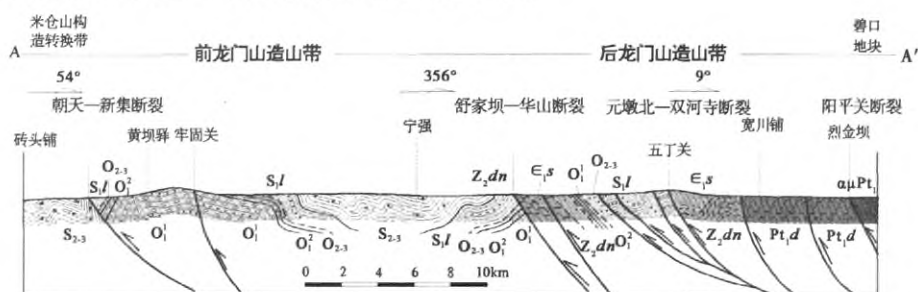 米仓山构
造转换带
碧口
地块
A 前龙门山造山带 后龙门山造山带 A′
54° 356° 9°
朝天—新集断裂 舒家坝—华山断裂 元墩北—双河寺断裂 阳平关断裂
砖头铺 黄坝驿 牢固关 宁强 五丁关 宽川铺 烈金坝
S₁l O₂₋₃ O₁² S₁l Z₂dn ∈₁s O₁¹ O₂₋₃ S₁l ∈₁s αμPt₁
S₂₋₃ O₁¹ O₁² O₂₋₃ S₂₋₃ S₁l O₂₋₃ O₁² O₁¹ Z₂dn O₁² Z₂dn Pt₁d Pt₁d
0 2 4 6 8 10km